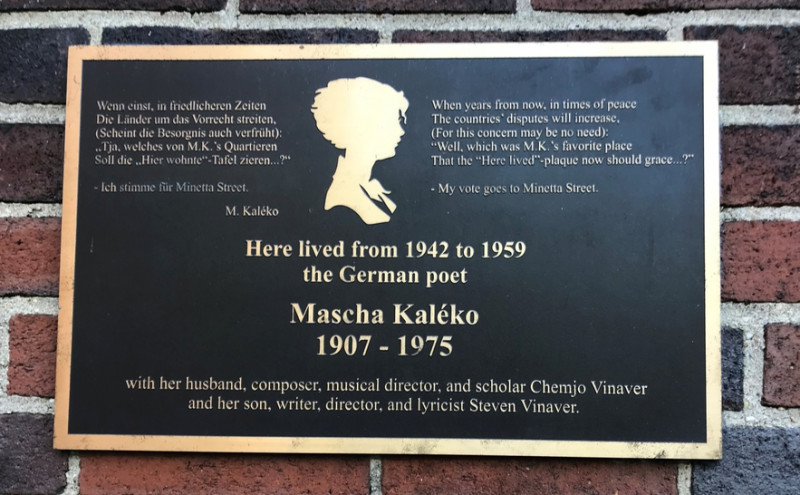 Wenn einst, in friedlicheren Zeiten
Die Länder um das Vorrecht streiten,
(Scheint die Besorgnis auch verfrüht):
„Tja, welches von M.K.‘s Quartieren
Soll die „Hier wohnte“-Tafel zieren...?“
- Ich stimme für Minetta Street.
M. Kaléko
When years from now, in times of peace
The countries‘ disputes will increase,
(For this concern may be no need):
“Well, which was M.K.‘s favorite place
That the “Here lived”-plaque now should grace...?”
- My vote goes to Minetta Street.
Here lived from 1942 to 1959
the German poet
Mascha Kaléko
1907 - 1975
with her husband, composer, musical director, and scholar Chemjo Vinaver
and her son, writer, director, and lyricist Steven Vinaver.